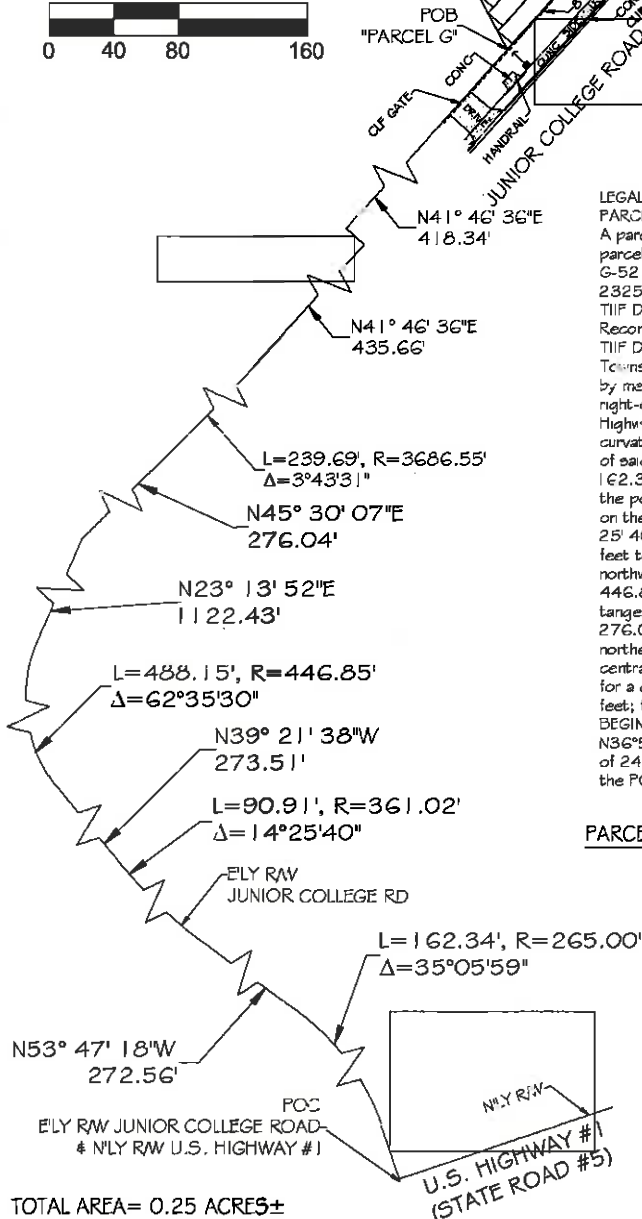 0 40 80 160
POB
"PARCEL G"
CONC
CLF GATE
HANDRAIL
JUNIOR COLLEGE ROAD
N41° 46' 36"E
418.34'
N41° 46' 36"E
435.66'
L=239.69', R=3686.55'
Δ=3°43'31"
N45° 30' 07"E
276.04'
N23° 13' 52"E
1122.43'
L=488.15', R=446.85'
Δ=62°35'30"
N39° 21' 38"W
273.51'
L=90.91', R=361.02'
Δ=14°25'40"
E'LY R/W
JUNIOR COLLEGE RD
L=162.34', R=265.00'
Δ=35°05'59"
N53° 47' 18"W
272.56'
POC
E'LY R/W JUNIOR COLLEGE ROAD
& N'LY R/W U.S. HIGHWAY #1
N'LY R/W
U.S. HIGHWAY #1
(STATE ROAD #5)
TOTAL AREA= 0.25 ACRES±
LEGAL
PARC
A parc
parcel
G-52
2325
TIIF D
Recor
TIIF D
Towns
by me
right-
Highw
curvat
of said
162.3
the po
on the
25' 40
feet t
northw
446.8
tange
276.0
northe
centra
for a
feet; t
BEGIN
N36°5
of 24
the PO
PARCE